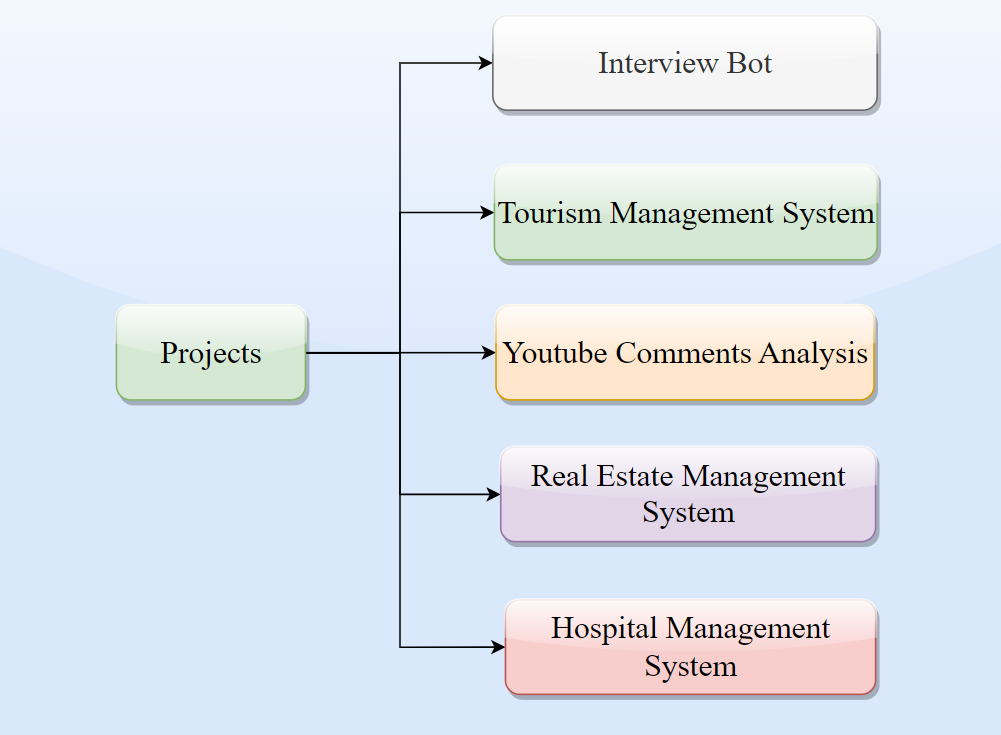 Interview Bot
Tourism Management System
Projects
Youtube Comments Analysis
Real Estate Management
System
Hospital Management
System